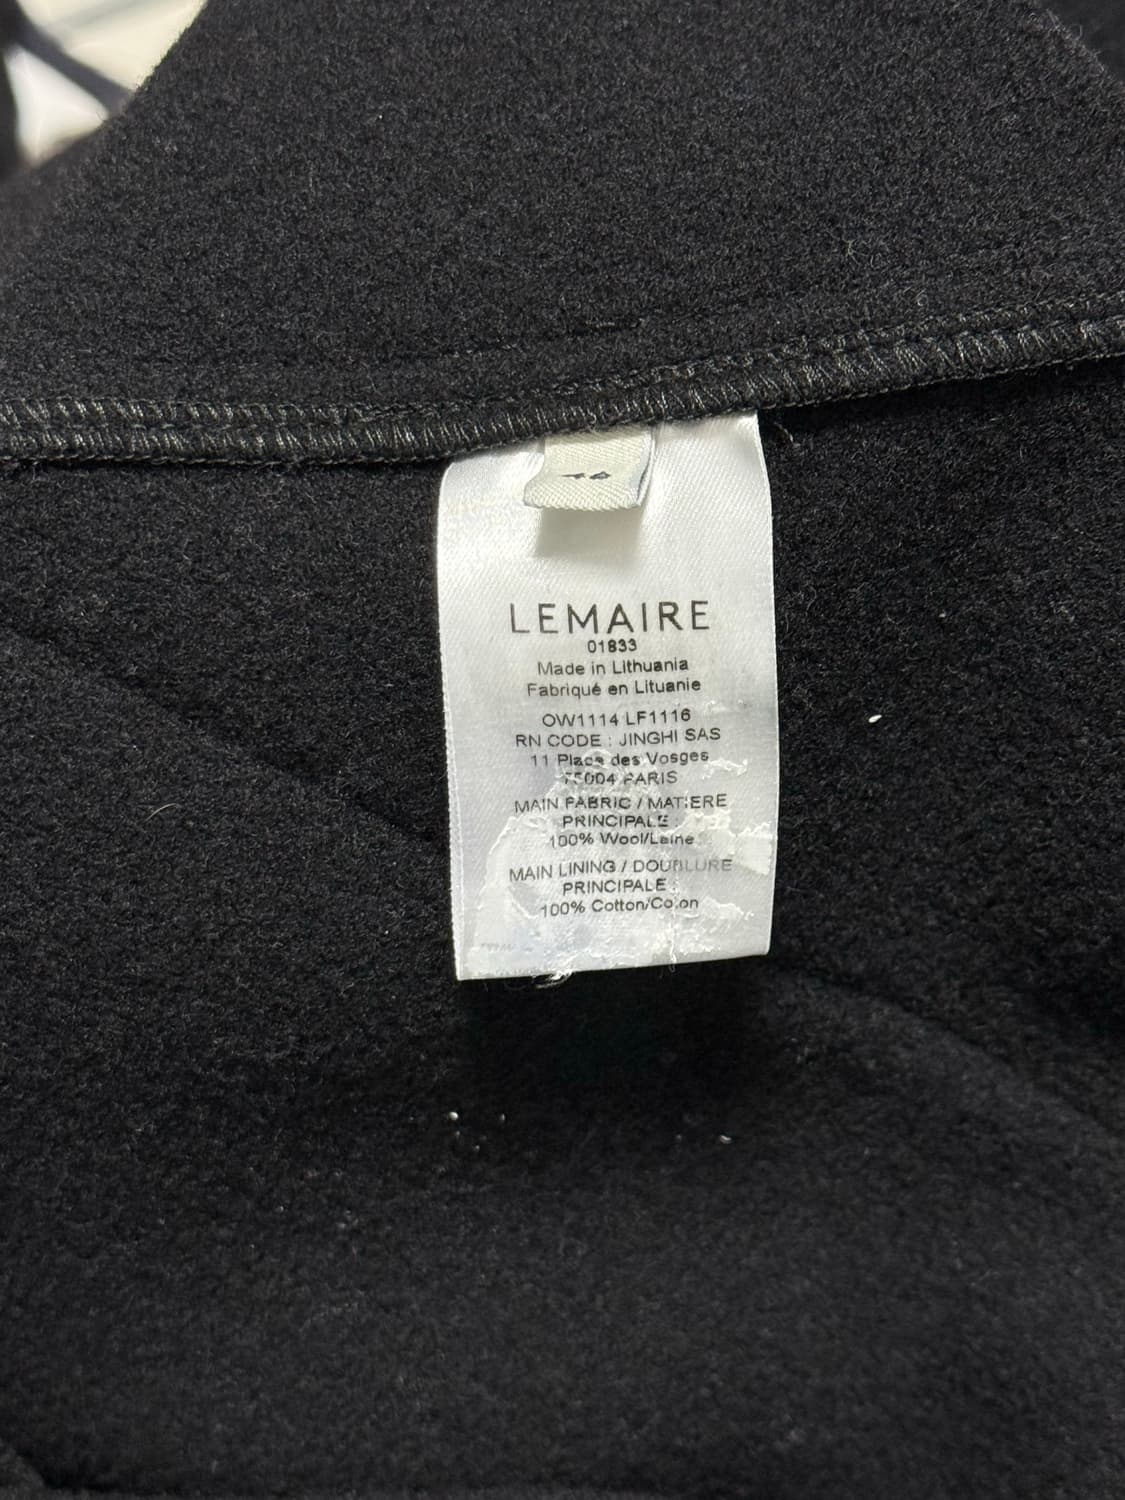 LEMAIRE
01833
Made in Lithuania
Fabriqué en Lituanie
OW1114 LF1116
RN CODE : JINGHI SAS
11 Place des Vosges
75004 PARIS
MAIN FABRIC / MATIERE
PRINCIPALE :
100% Wool/Laine
MAIN LINING / DOUBLURE
PRINCIPALE :
100% Cotton/Coton